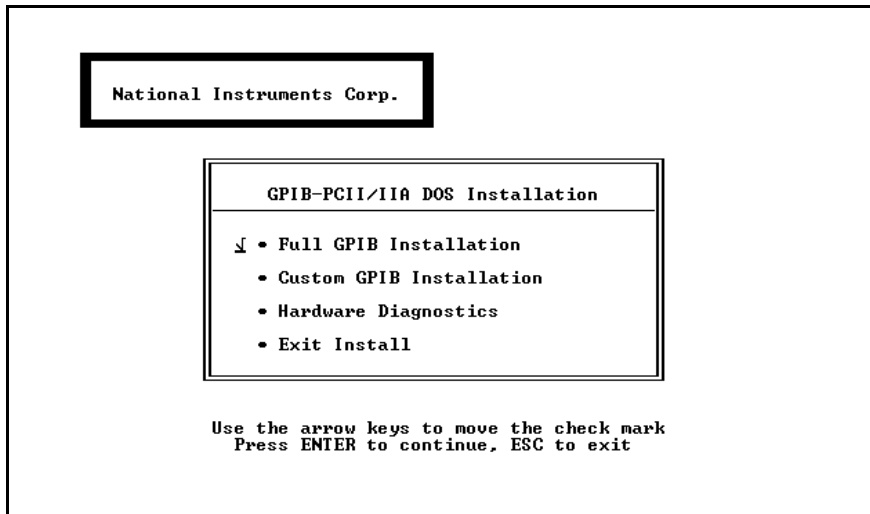 National Instruments Corp.
GPIB-PCII/IIA DOS Installation
√ • Full GPIB Installation
• Custom GPIB Installation
• Hardware Diagnostics
• Exit Install
Use the arrow keys to move the check mark
Press ENTER to continue, ESC to exit